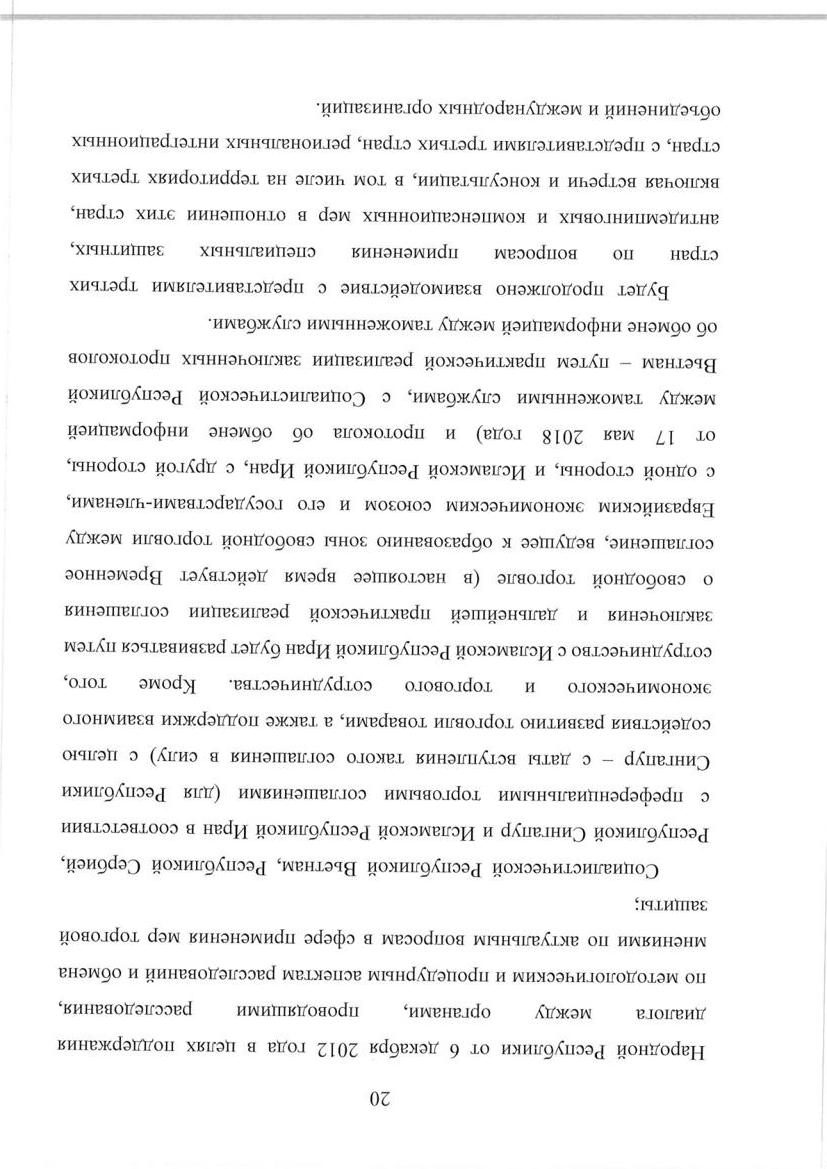 20
Народной Республики от 6 декабря 2012 года в целях поддержания
диалога между органами, проводящими расследования,
по методологическим и процедурным аспектам расследований и обмена
мнениями по актуальным вопросам в сфере применения мер торговой
защиты;
Социалистической Республикой Вьетнам, Республикой Сербией,
Республикой Сингапур и Исламской Республикой Иран в соответствии
с преференциальными торговыми соглашениями (для Республики
Сингапур – с даты вступления такого соглашения в силу) с целью
содействия развитию торговли товарами, а также поддержки взаимного
экономического и торгового сотрудничества. Кроме того,
сотрудничество с Исламской Республикой Иран будет развиваться путем
заключения и дальнейшей практической реализации соглашения
о свободной торговле (в настоящее время действует Временное
соглашение, ведущее к образованию зоны свободной торговли между
Евразийским экономическим союзом и его государствами-членами,
с одной стороны, и Исламской Республикой Иран, с другой стороны,
от 17 мая 2018 года) и протокола об обмене информацией
между таможенными службами, с Социалистической Республикой
Вьетнам – путем практической реализации заключенных протоколов
об обмене информацией между таможенными службами.
Будет продолжено взаимодействие с представителями третьих
стран по вопросам применения специальных защитных,
антидемпинговых и компенсационных мер в отношении этих стран,
включая встречи и консультации, в том числе на территориях третьих
стран, с представителями третьих стран, региональных интеграционных
объединений и международных организаций.